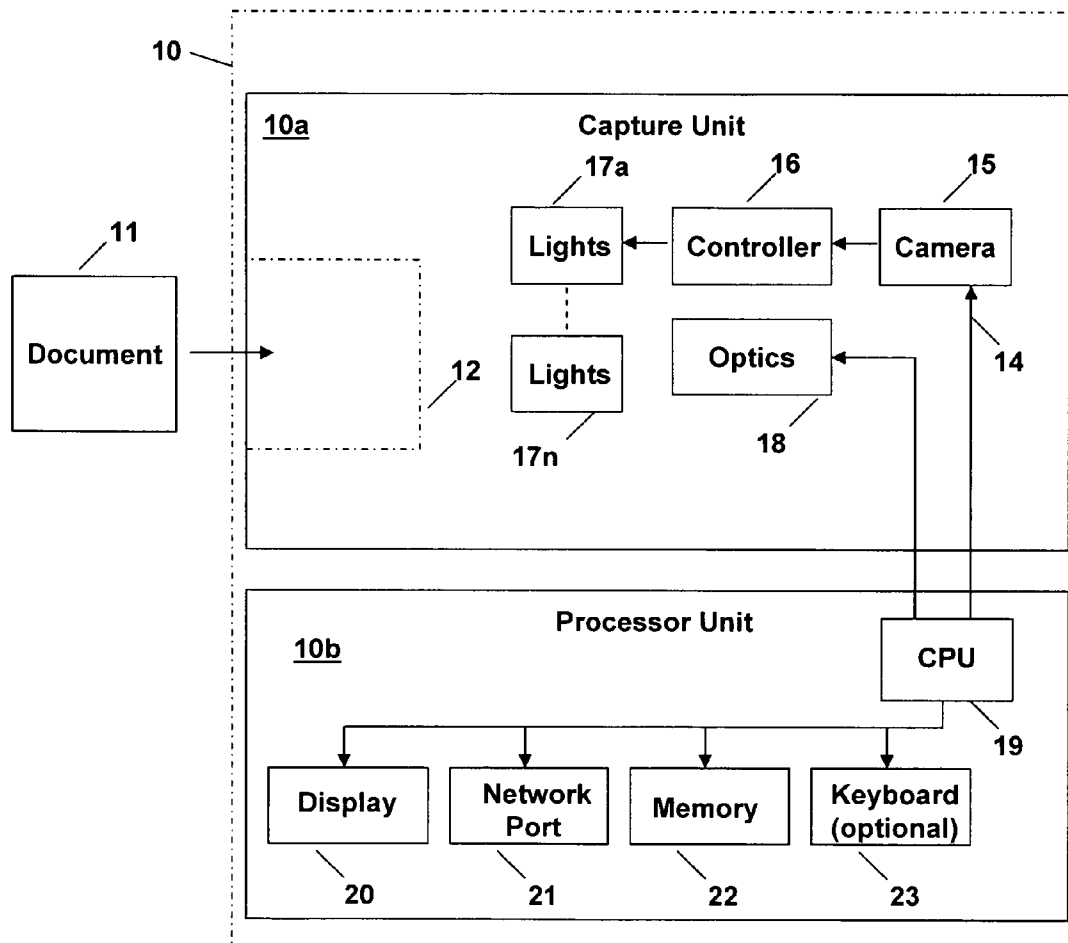 10
10a
Capture Unit
17a
16
15
11
Lights
Controller
Camera
Document
12
Lights
Optics
14
17n
18
Processor Unit
10b
CPU
19
Display
Network
Port
Memory
Keyboard
(optional)
20
21
22
23